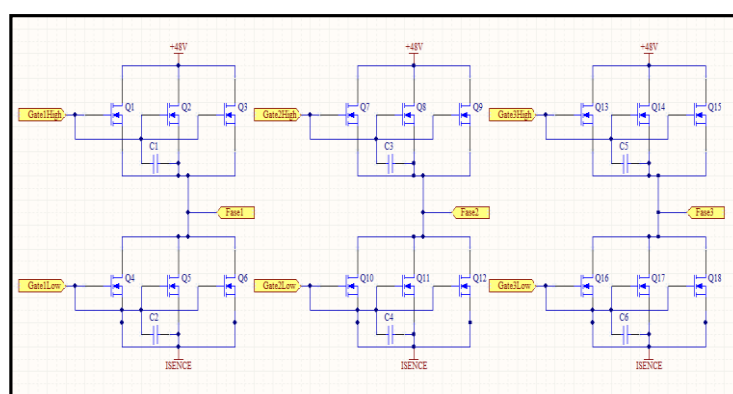 +48V +48V +48V
Gate1High Q1 Q2 Q3 Gate2High Q7 Q8 Q9 Gate3High Q13 Q14 Q15
C1 C3 C5
Fase1 Fase2 Fase3
Gate1Low Q4 Q5 Q6 Gate2Low Q10 Q11 Q12 Gate3Low Q16 Q17 Q18
C2 C4 C6
ISENCE ISENCE ISENCE